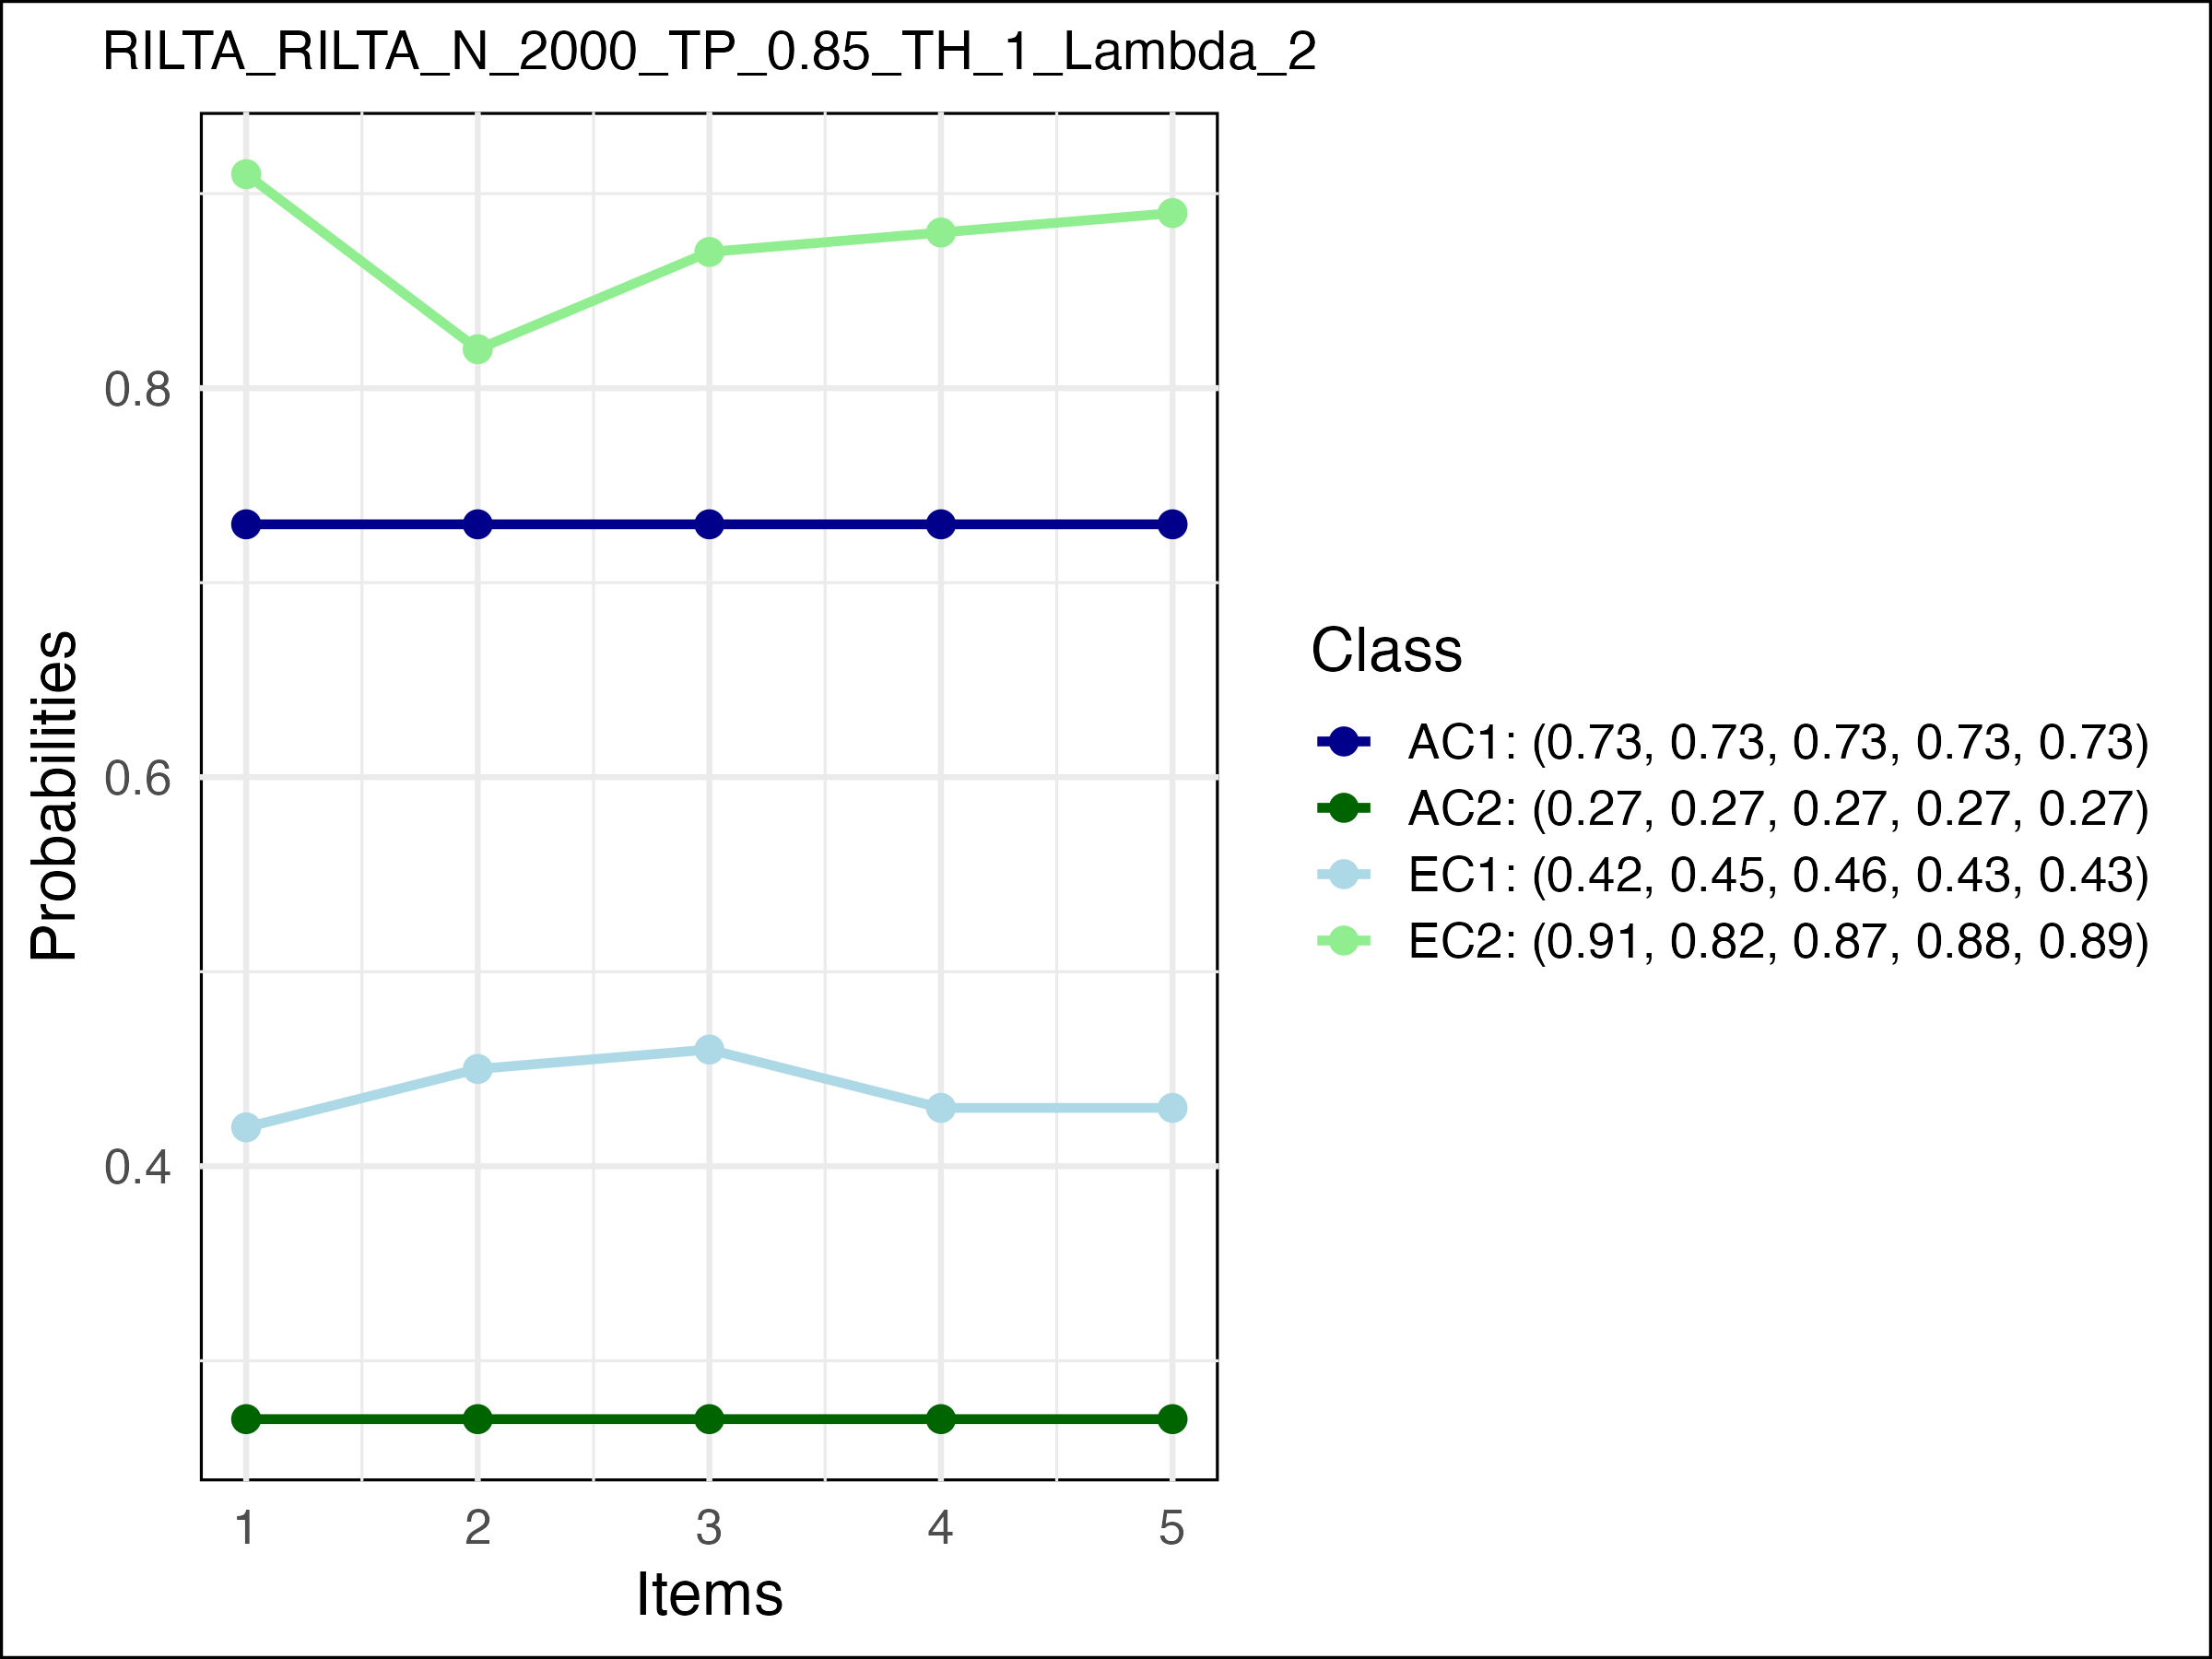 RILTA_RILTA_N_2000_TP_0.85_TH_1_Lambda_2
Probabilities
0.8
0.6
0.4
1 2 3 4 5
Items
Class
AC1: (0.73, 0.73, 0.73, 0.73, 0.73)
AC2: (0.27, 0.27, 0.27, 0.27, 0.27)
EC1: (0.42, 0.45, 0.46, 0.43, 0.43)
EC2: (0.91, 0.82, 0.87, 0.88, 0.89)